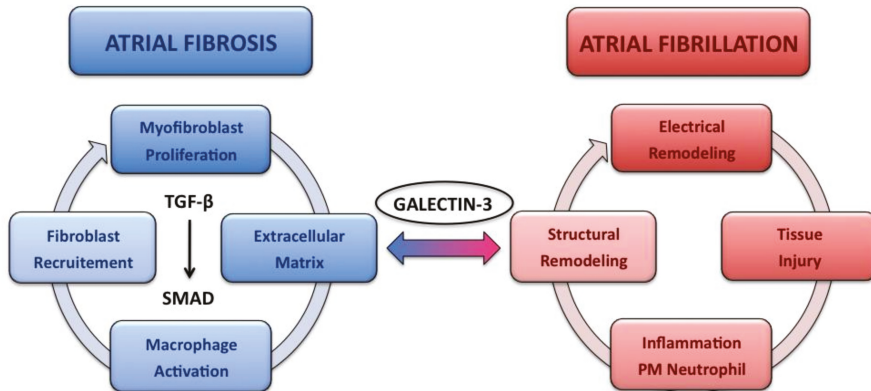 ATRIAL FIBROSIS
ATRIAL FIBRILLATION
Myofibroblast
Proliferation
TGF-β
Fibroblast
Recruitement
Extracellular
Matrix
SMAD
Macrophage
Activation
GALECTIN-3
Electrical
Remodeling
Structural
Remodeling
Tissue
Injury
Inflammation
PM Neutrophil